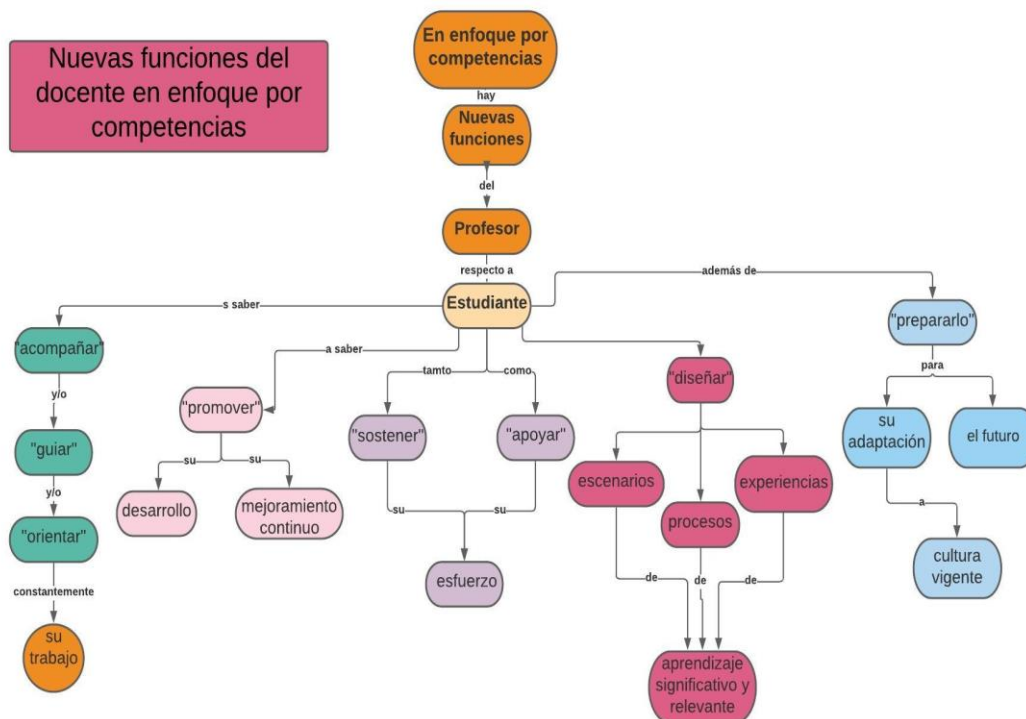 Nuevas funciones del
docente en enfoque por
competencias
En enfoque por
competencias
hay
Nuevas
funciones
del
Profesor
respecto a
Estudiante
s saber
"acompañar"
y/o
"guiar"
y/o
"orientar"
constantemente
su
trabajo
a saber
"promover"
su
su
desarrollo
mejoramiento
continuo
tamto
como
"sostener"
"apoyar"
su
su
esfuerzo
"diseñar"
escenarios
procesos
experiencias
de
de
de
aprendizaje
significativo y
relevante
además de
"prepararlo"
para
su
adaptación
el futuro
a
cultura
vigente